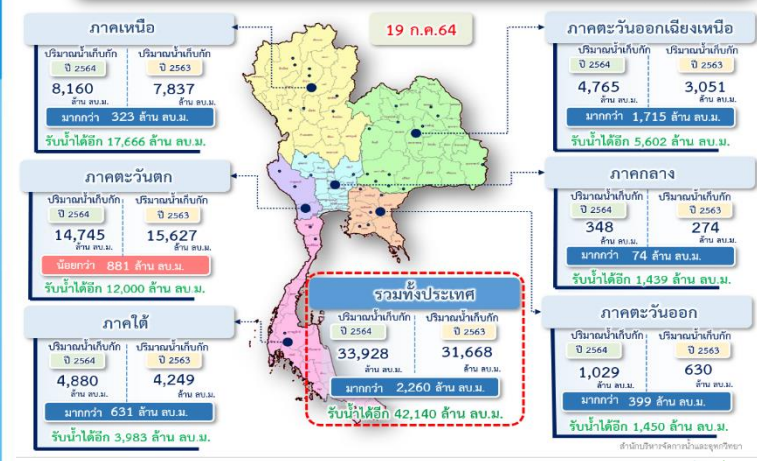 19 ก.ค.64
ภาคเหนือ
ปริมาณน้ำเก็บกัก ปริมาณน้ำเก็บกัก
ปี 2564 ปี 2563
8,160 7,837
ล้าน ลบ.ม. ล้าน ลบ.ม.
มากกว่า 323 ล้าน ลบ.ม.
รับน้ำได้อีก 17,666 ล้าน ลบ.ม.
ภาคตะวันออกเฉียงเหนือ
ปริมาณน้ำเก็บกัก ปริมาณน้ำเก็บกัก
ปี 2564 ปี 2563
4,765 3,051
ล้าน ลบ.ม. ล้าน ลบ.ม.
มากกว่า 1,715 ล้าน ลบ.ม.
รับน้ำได้อีก 5,602 ล้าน ลบ.ม.
ภาคตะวันตก
ปริมาณน้ำเก็บกัก ปริมาณน้ำเก็บกัก
ปี 2564 ปี 2563
14,745 15,627
ล้าน ลบ.ม. ล้าน ลบ.ม.
น้อยกว่า 881 ล้าน ลบ.ม.
รับน้ำได้อีก 12,000 ล้าน ลบ.ม.
ภาคกลาง
ปริมาณน้ำเก็บกัก ปริมาณน้ำเก็บกัก
ปี 2564 ปี 2563
348 274
ล้าน ลบ.ม. ล้าน ลบ.ม.
มากกว่า 74 ล้าน ลบ.ม.
รับน้ำได้อีก 1,439 ล้าน ลบ.ม.
ภาคใต้
ปริมาณน้ำเก็บกัก ปริมาณน้ำเก็บกัก
ปี 2564 ปี 2563
4,880 4,249
ล้าน ลบ.ม. ล้าน ลบ.ม.
มากกว่า 631 ล้าน ลบ.ม.
รับน้ำได้อีก 3,983 ล้าน ลบ.ม.
รวมทั้งประเทศ
ปริมาณน้ำเก็บกัก ปริมาณน้ำเก็บกัก
ปี 2564 ปี 2563
33,928 31,668
ล้าน ลบ.ม. ล้าน ลบ.ม.
มากกว่า 2,260 ล้าน ลบ.ม.
รับน้ำได้อีก 42,140 ล้าน ลบ.ม.
ภาคตะวันออก
ปริมาณน้ำเก็บกัก ปริมาณน้ำเก็บกัก
ปี 2564 ปี 2563
1,029 630
ล้าน ลบ.ม. ล้าน ลบ.ม.
มากกว่า 399 ล้าน ลบ.ม.
รับน้ำได้อีก 1,450 ล้าน ลบ.ม.
สำนักบริหารจัดการน้ำและอุทกวิทยา